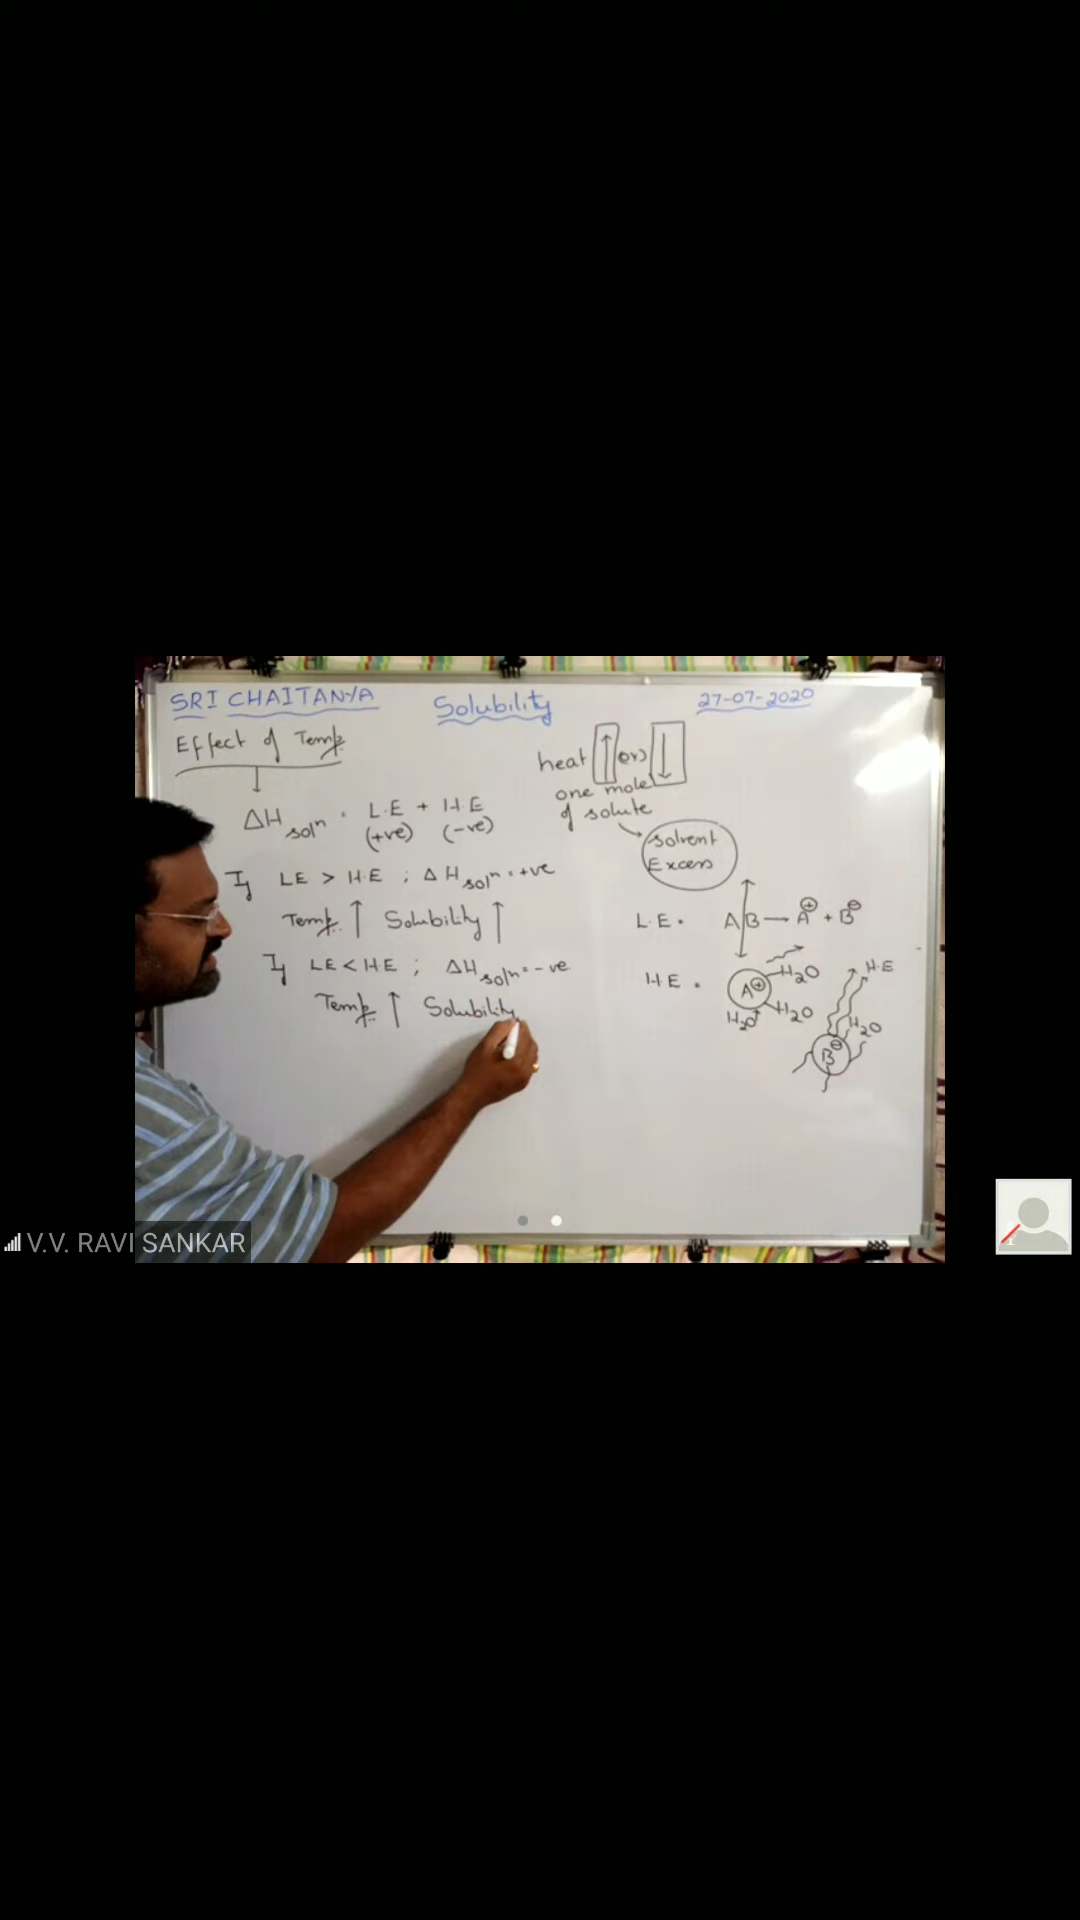 SRI CHAITANYA
Solubility
27-07-2020
Effect of Temp.
ΔH soln = L.E + H.E
(+ve) (-ve)
If LE > H.E ; ΔH soln = +ve
Temp. ↑ Solubility ↑
If LE < H.E ; ΔH soln = -ve
Temp. ↑ Solubility
heat ↑ (or) ↓
one mole
of solute
Solvent
Excess
L.E = AB → A⊕ + B⊖
H.E = A⊕ H2O
H2O
H2O
H.E
B⊖ H2O
V.V. RAVI SANKAR